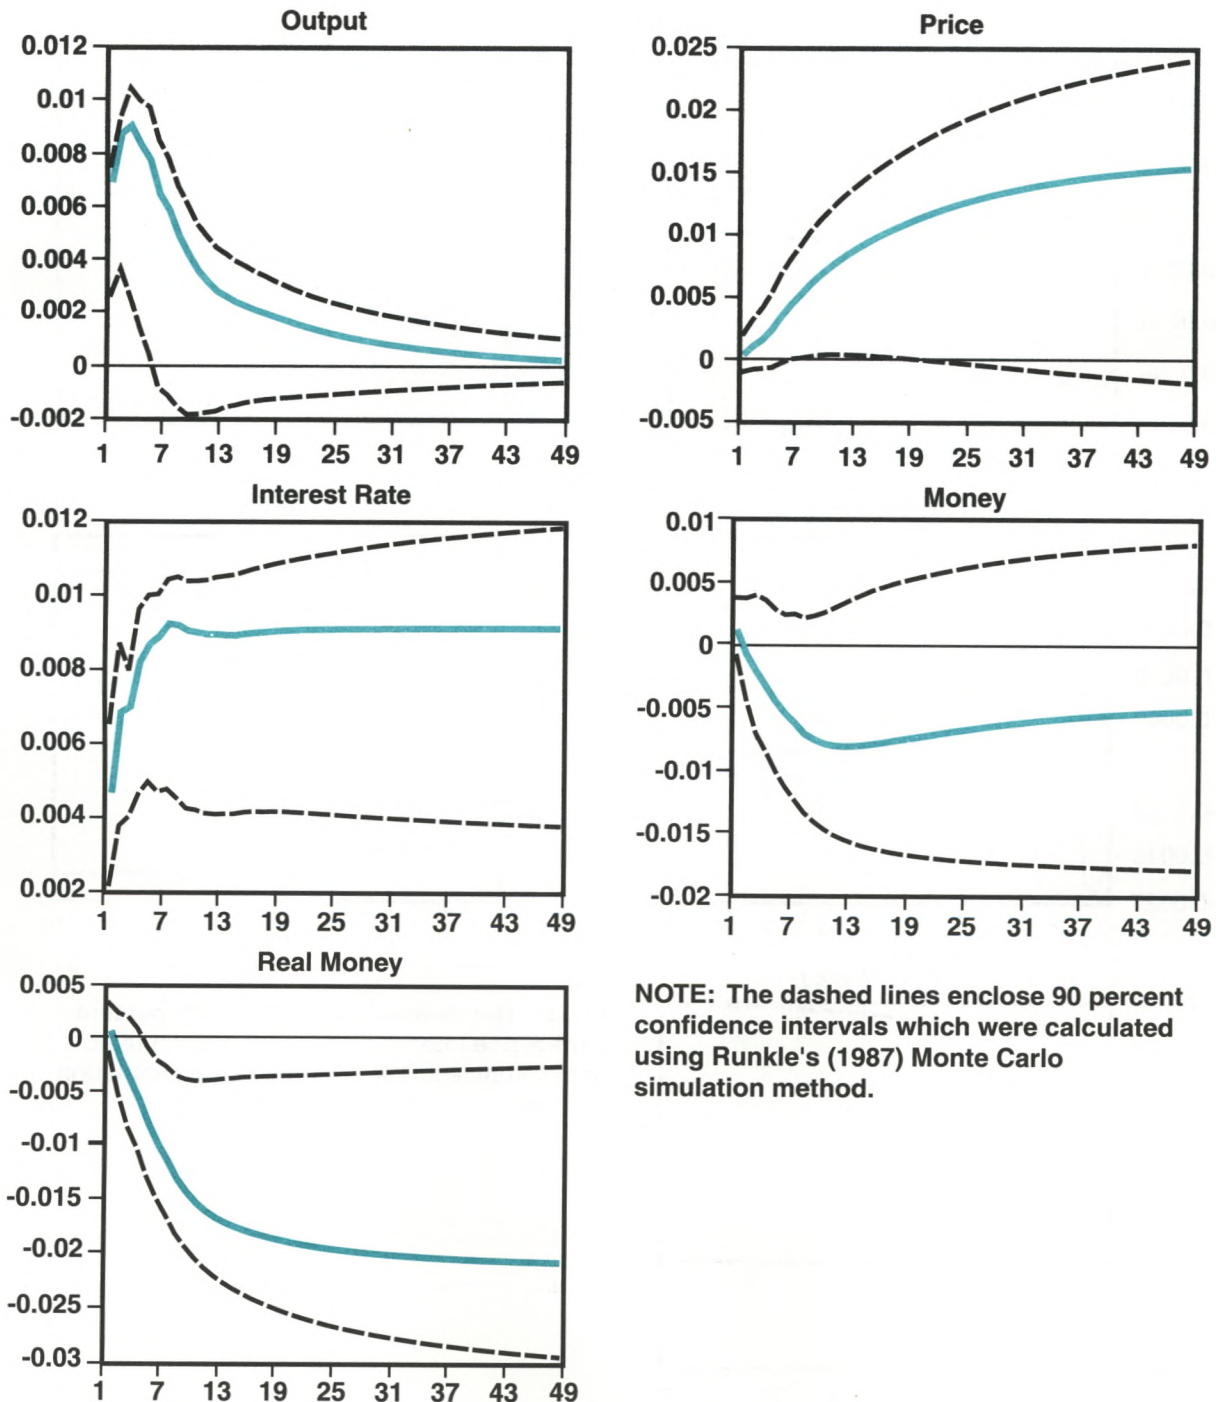 Output
0.012
0.01
0.008
0.006
0.004
0.002
0
-0.002
1 7 13 19 25 31 37 43 49
Price
0.025
0.02
0.015
0.01
0.005
0
-0.005
1 7 13 19 25 31 37 43 49
Interest Rate
0.012
0.01
0.008
0.006
0.004
0.002
1 7 13 19 25 31 37 43 49
Money
0.01
0.005
0
-0.005
-0.01
-0.015
-0.02
1 7 13 19 25 31 37 43 49
Real Money
0.005
0
-0.005
-0.01
-0.015
-0.02
-0.025
-0.03
1 7 13 19 25 31 37 43 49
NOTE: The dashed lines enclose 90 percent
confidence intervals which were calculated
using Runkle's (1987) Monte Carlo
simulation method.